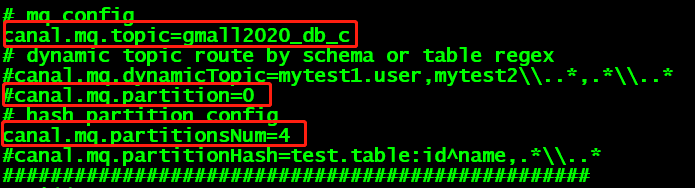 # mq config
canal.mq.topic=gmall2020_db_c
# dynamic topic route by schema or table regex
#canal.mq.dynamicTopic=mytest1.user,mytest2\\..*,.*\\..*
#canal.mq.partition=0
# hash partition config
canal.mq.partitionsNum=4
#canal.mq.partitionHash=test.table:id^name,.*\\..*
#################################################